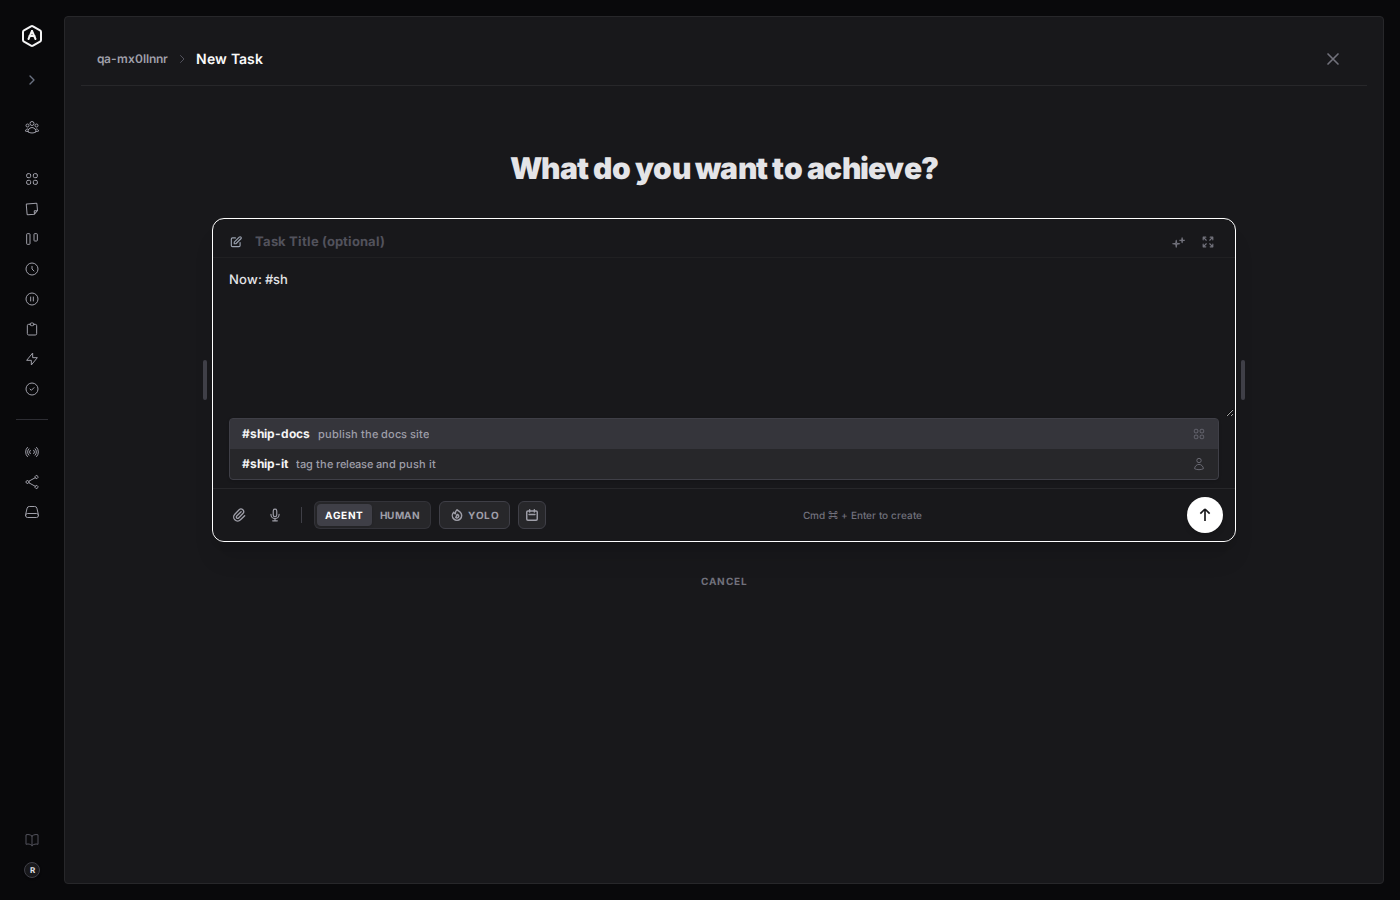 qa-mx0llnnr > New Task
What do you want to achieve?
Task Title (optional)
Now: #sh
#ship-docs publish the docs site
#ship-it tag the release and push it
AGENT HUMAN YOLO Cmd ⌘ + Enter to create
CANCEL
R